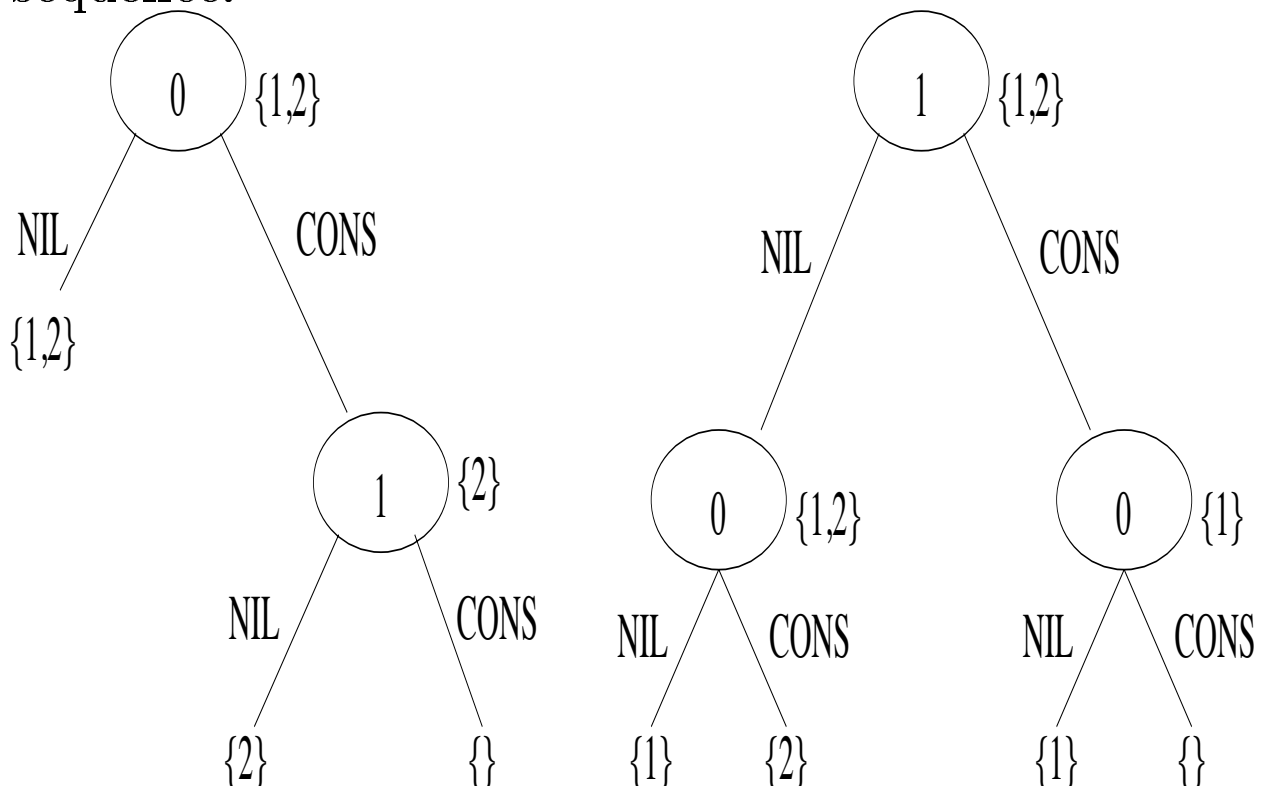 sequences.
0 {1,2}
1 {1,2}
NIL CONS
NIL CONS
{1,2}
1 {2}
0 {1,2}
0 {1}
NIL CONS
NIL CONS
NIL CONS
{2} {}
{1} {2}
{1} {}